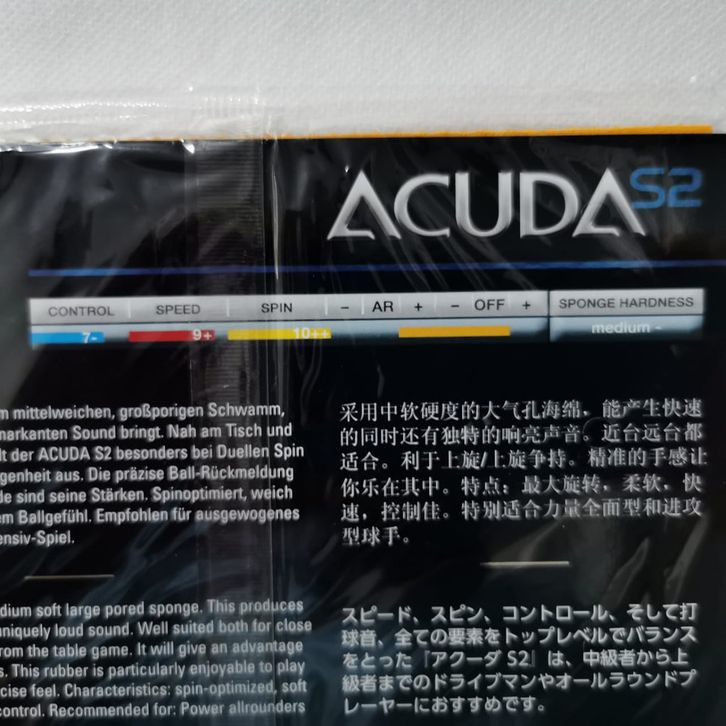 ACUDA S2
CONTROL SPEED SPIN – AR + – OFF + SPONGE HARDNESS
7- 9+ 10++ medium -
mittelweichen, großporigen Schwamm,
markanten Sound bringt. Nah am Tisch und
der ACUDA S2 besonders bei Duellen Spin
aus. Die präzise Ball-Rückmeldung
sind seine Stärken. Spinoptimiert, weich
Ballgefühl. Empfohlen für ausgewogenes
采用中软硬度的大气孔海绵，能产生快速
的同时还有独特的响亮声音。近台远台都
适合。利于上旋/上旋争持。精准的手感让
你乐在其中。特点：最大旋转，柔软，快
速，控制佳。特别适合力量全面型和进攻
型球手。
soft large pored sponge. This produces
uniquely loud sound. Well suited both for close
from the table game. It will give an advantage
This rubber is particularly enjoyable to play
feel. Characteristics: spin-optimized, soft
control. Recommended for: Power allrounders
スピード、スピン、コントロール、そして打
球音、全ての要素をトップレベルでバランス
をとった『アクーダ S2』は、中級者から上
級者までのドライブマンやオールラウンドプ
レーヤーにおすすめです。